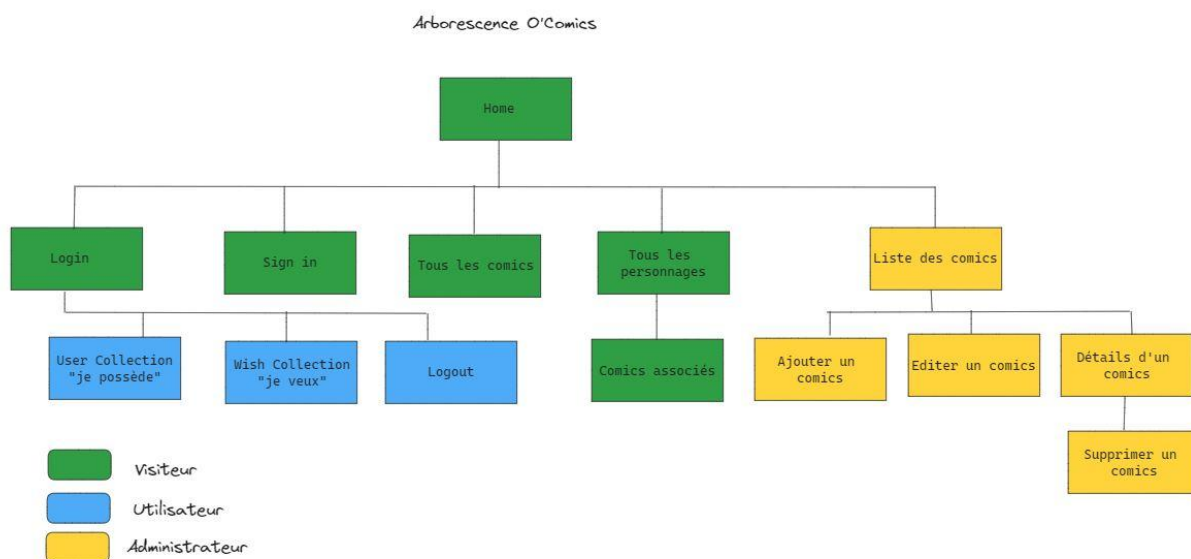 Arborescence O'Comics
Home
Login
Sign in
Tous les comics
Tous les
personnages
Liste des comics
User Collection
"je possède"
Wish Collection
"je veux"
Logout
Comics associés
Ajouter un
comics
Editer un comics
Détails d'un
comics
Supprimer un
comics
Visiteur
Utilisateur
Administrateur